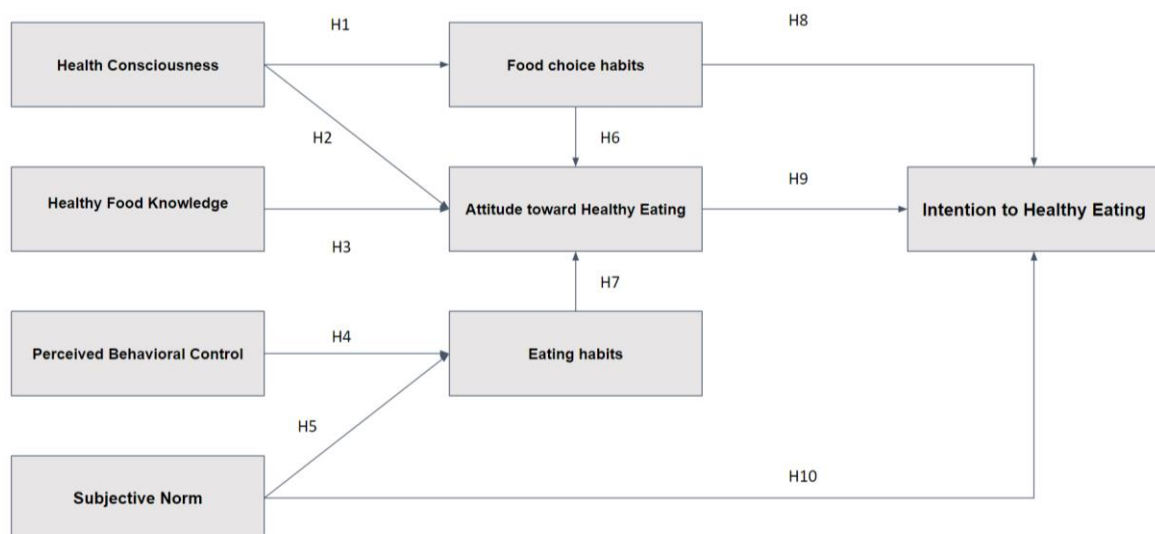 H1
H8
Health Consciousness
Food choice habits
H2
H6
Healthy Food Knowledge
Attitude toward Healthy Eating
H9
Intention to Healthy Eating
H3
H7
Perceived Behavioral Control
H4
Eating habits
H5
Subjective Norm
H10